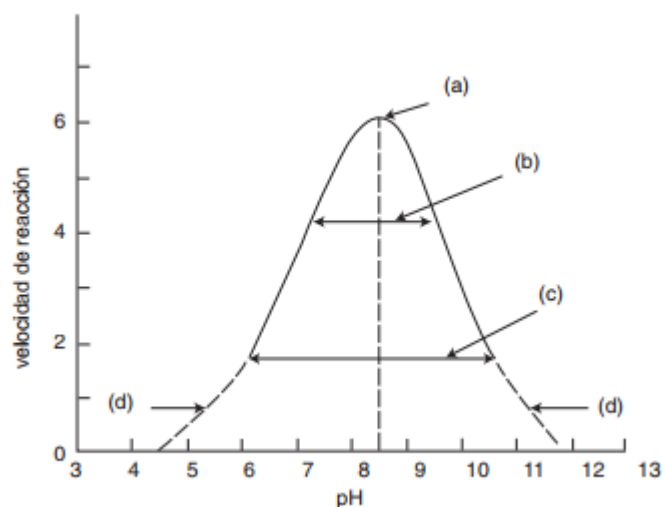 (a)
6
(b)
velocidad de reacción
4
(c)
2
(d)
(d)
0
3 4 5 6 7 8 9 10 11 12 13
pH